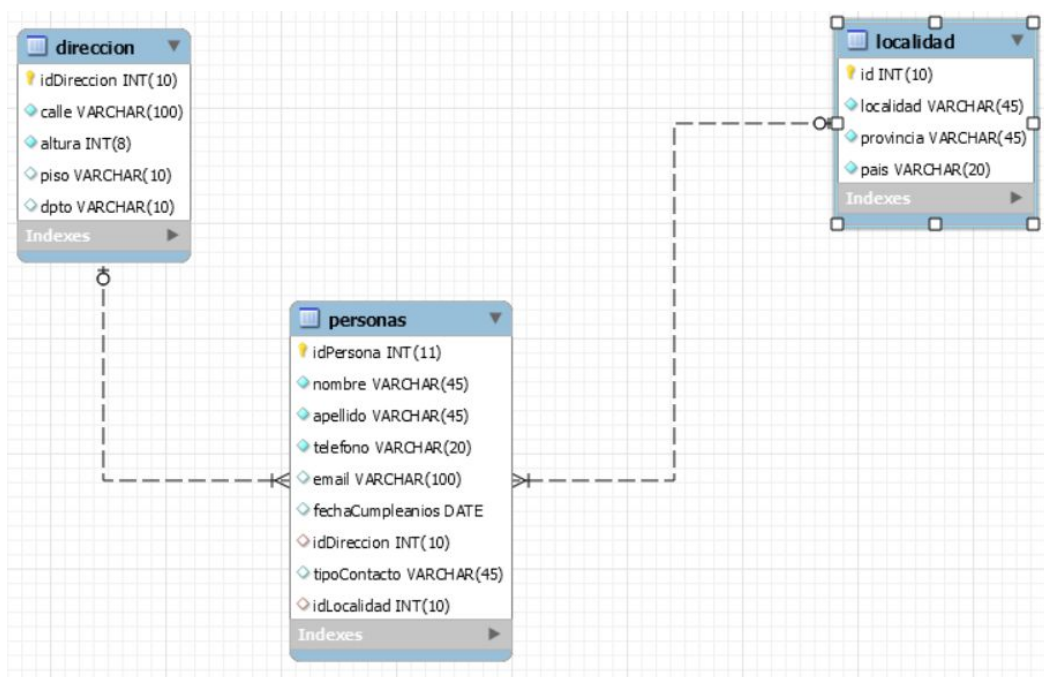 direccion
idDireccion INT(10)
calle VARCHAR(100)
altura INT(8)
piso VARCHAR(10)
dpto VARCHAR(10)
Indexes
localidad
id INT(10)
localidad VARCHAR(45)
provincia VARCHAR(45)
pais VARCHAR(20)
Indexes
personas
idPersona INT(11)
nombre VARCHAR(45)
apellido VARCHAR(45)
telefono VARCHAR(20)
email VARCHAR(100)
fechaCumpleanios DATE
idDireccion INT(10)
tipoContacto VARCHAR(45)
idLocalidad INT(10)
Indexes